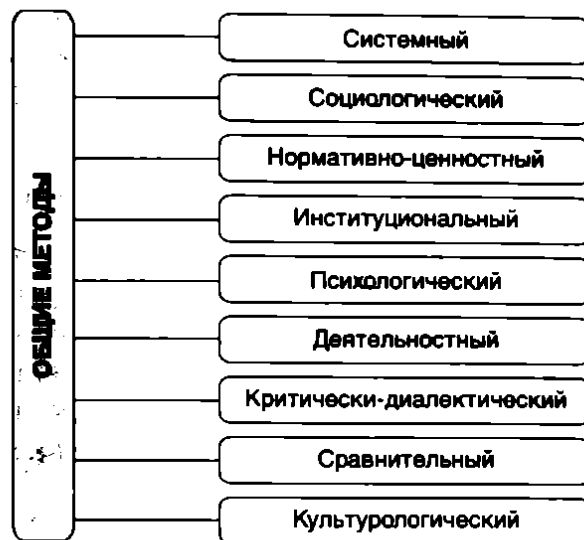 ОБЩИЕ МЕТОДЫ
Системный
Социологический
Нормативно-ценностный
Институциональный
Психологический
Деятельностный
Критически-диалектический
Сравнительный
Культурологический